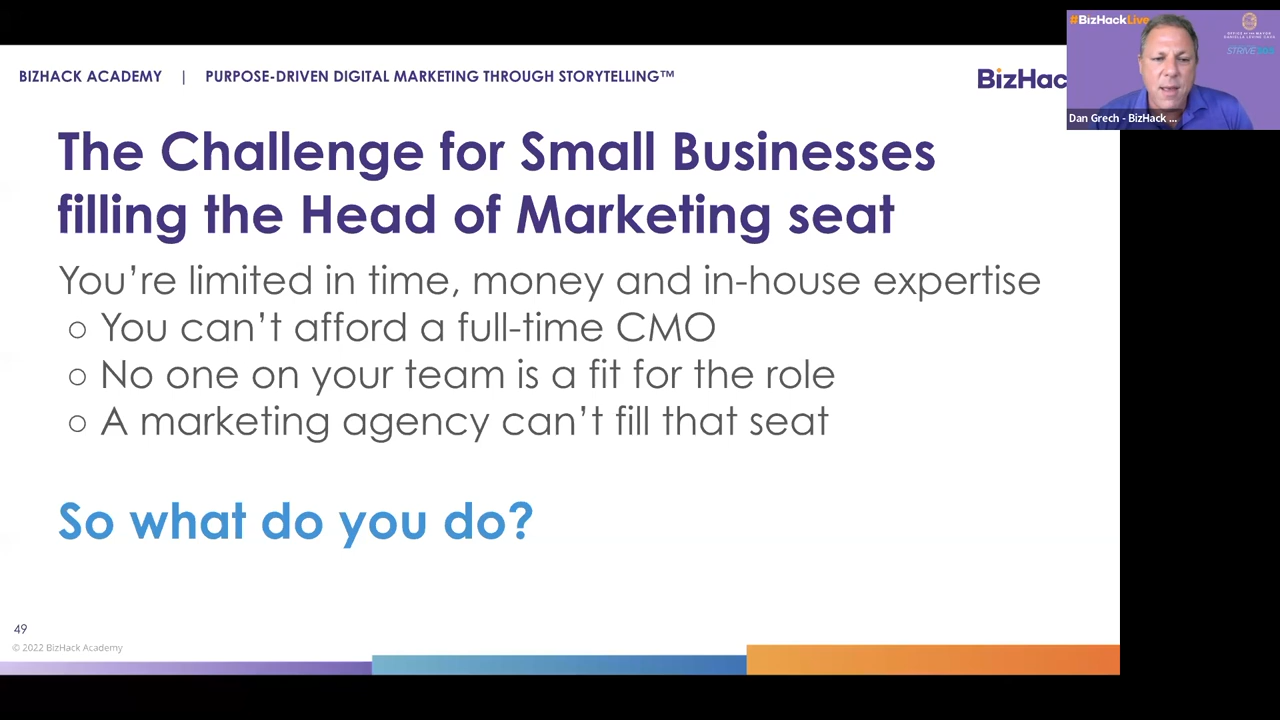 BIZHACK ACADEMY | PURPOSE-DRIVEN DIGITAL MARKETING THROUGH STORYTELLING™
BizHac
#BizHackLive
Dan Grech - BizHack ...
The Challenge for Small Businesses
filling the Head of Marketing seat
You're limited in time, money and in-house expertise
○ You can't afford a full-time CMO
○ No one on your team is a fit for the role
○ A marketing agency can't fill that seat
So what do you do?
49
© 2022 BizHack Academy